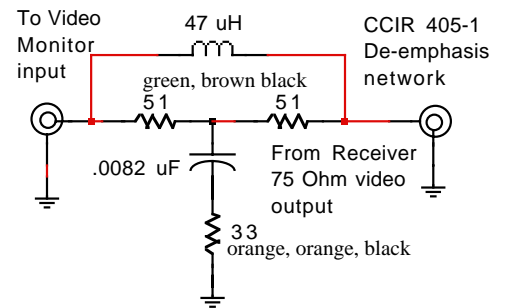 To Video
Monitor
input
47 uH
CCIR 405-1
De-emphasis
network
green, brown black
51
51
.0082 uF
From Receiver
75 Ohm video
output
33
orange, orange, black